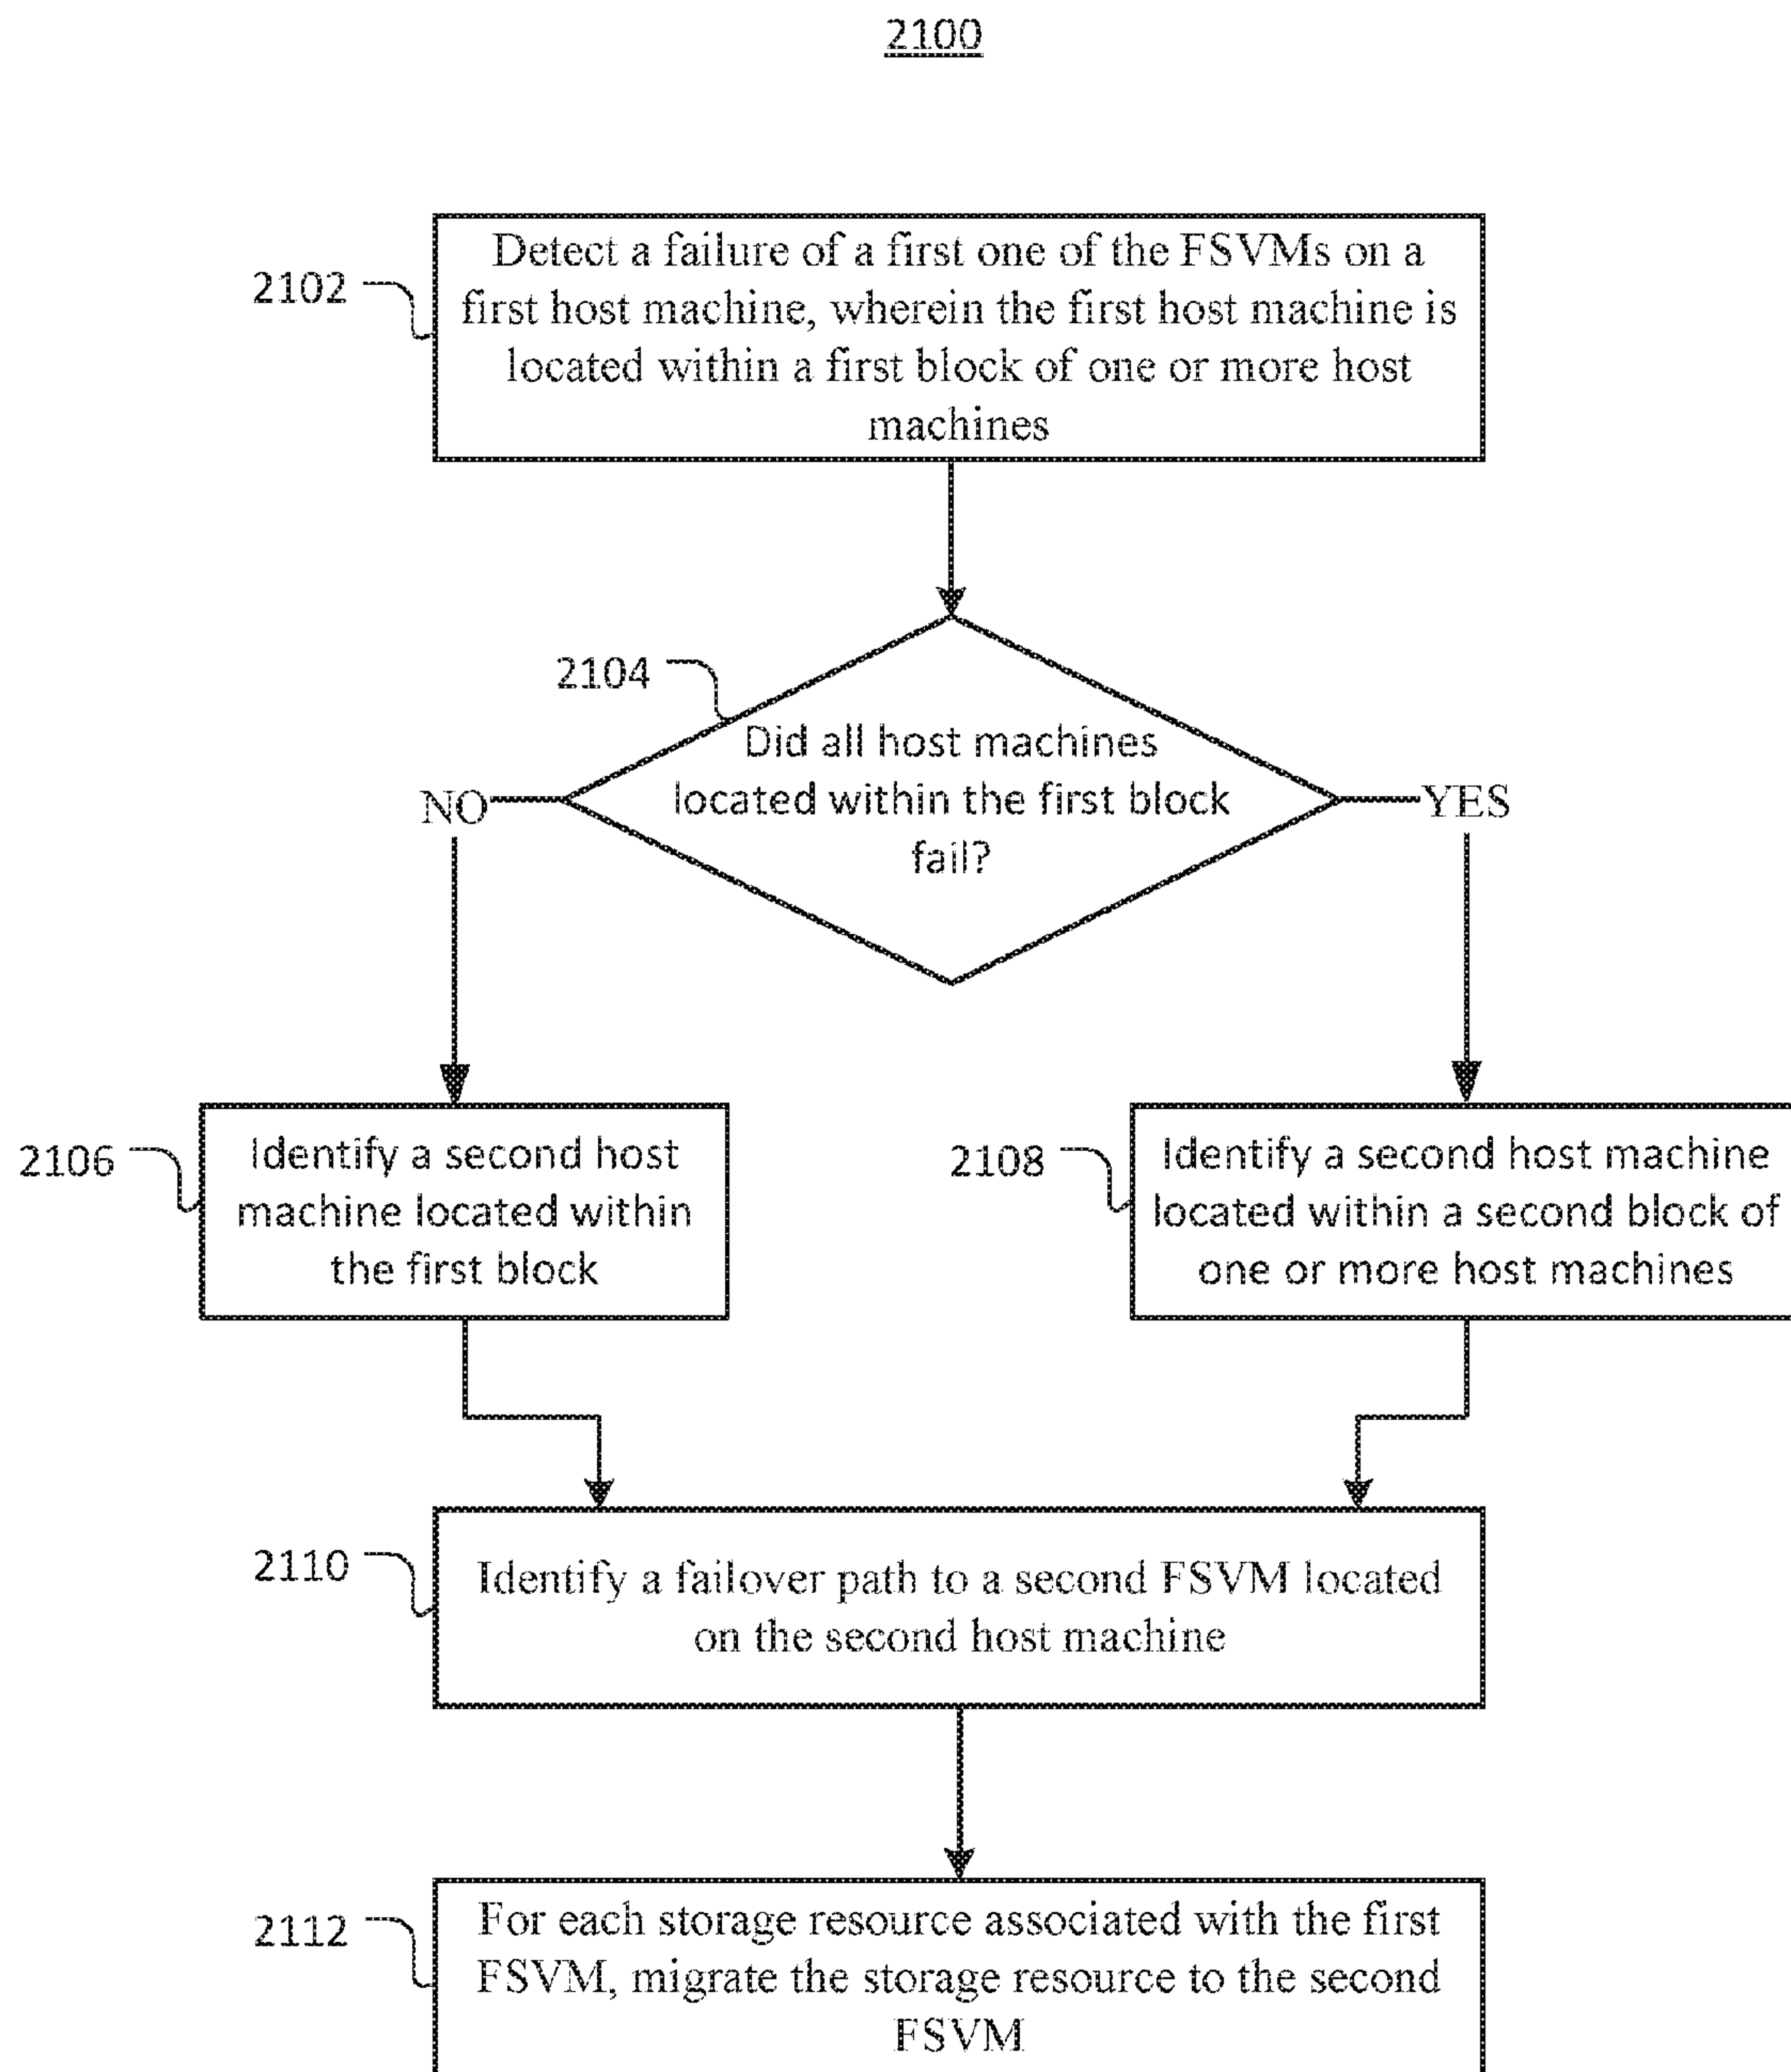 2100
2102
Detect a failure of a first one of the FSVMs on a
first host machine, wherein the first host machine is
located within a first block of one or more host
machines
2104
Did all host machines
located within the first block
fail?
NO
YES
2106
Identify a second host
machine located within
the first block
2108
Identify a second host machine
located within a second block of
one or more host machines
2110
Identify a failover path to a second FSVM located
on the second host machine
2112
For each storage resource associated with the first
FSVM, migrate the storage resource to the second
FSVM